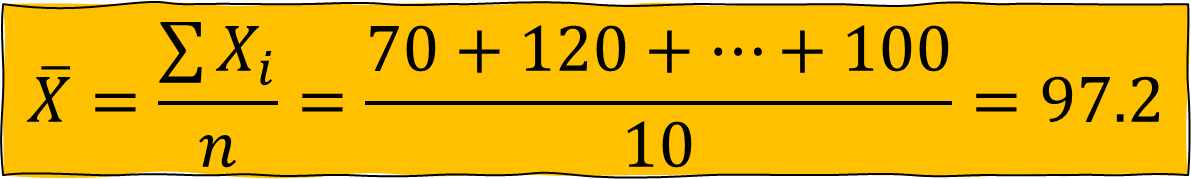 X̄ = ∑ Xᵢ / n = 70 + 120 + ⋯ + 100 / 10 = 97.2